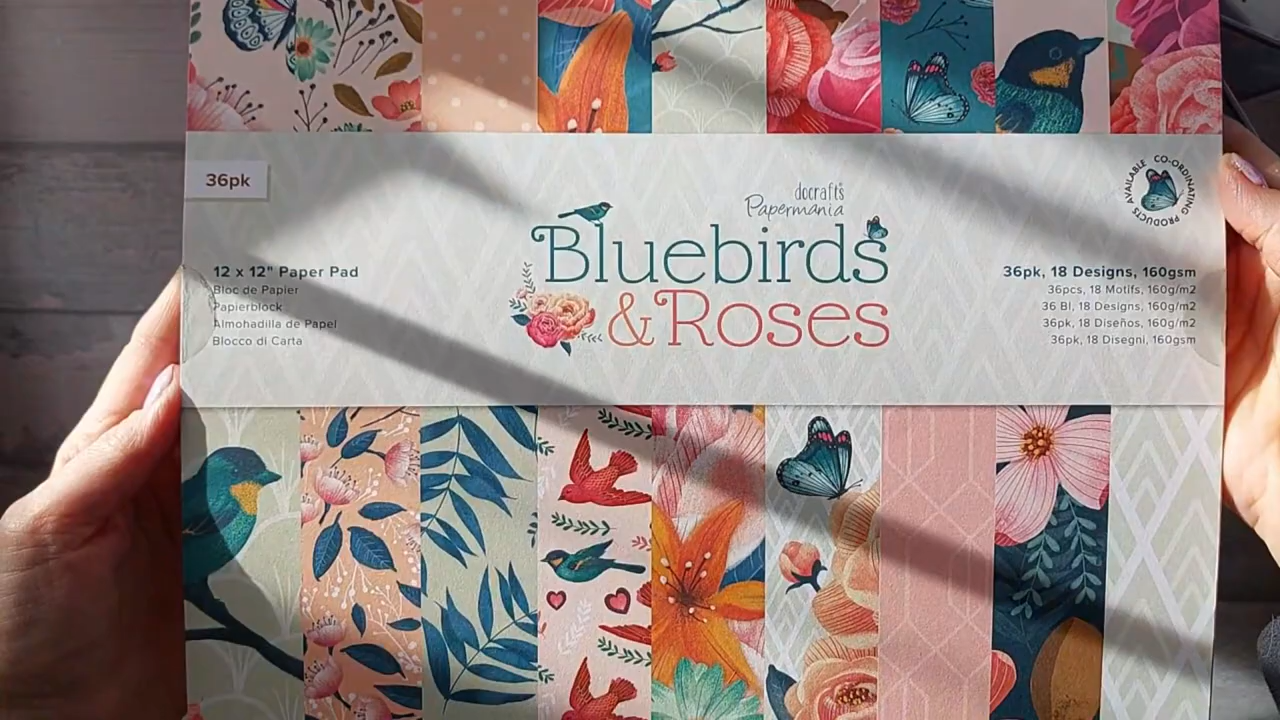 36pk
docrafts
Papermania
Bluebirds
& Roses
12 x 12" Paper Pad
Bloc de Papier
Papierblock
Almohadilla de Papel
Blocco di Carta
36pk, 18 Designs, 160gsm
36pcs, 18 Motifs, 160g/m2
36 Bl, 18 Designs, 160g/m2
36pk, 18 Diseños, 160g/m2
36pk, 18 Disegni, 160gsm
CO-ORDINATING PRODUCTS AVAILABLE